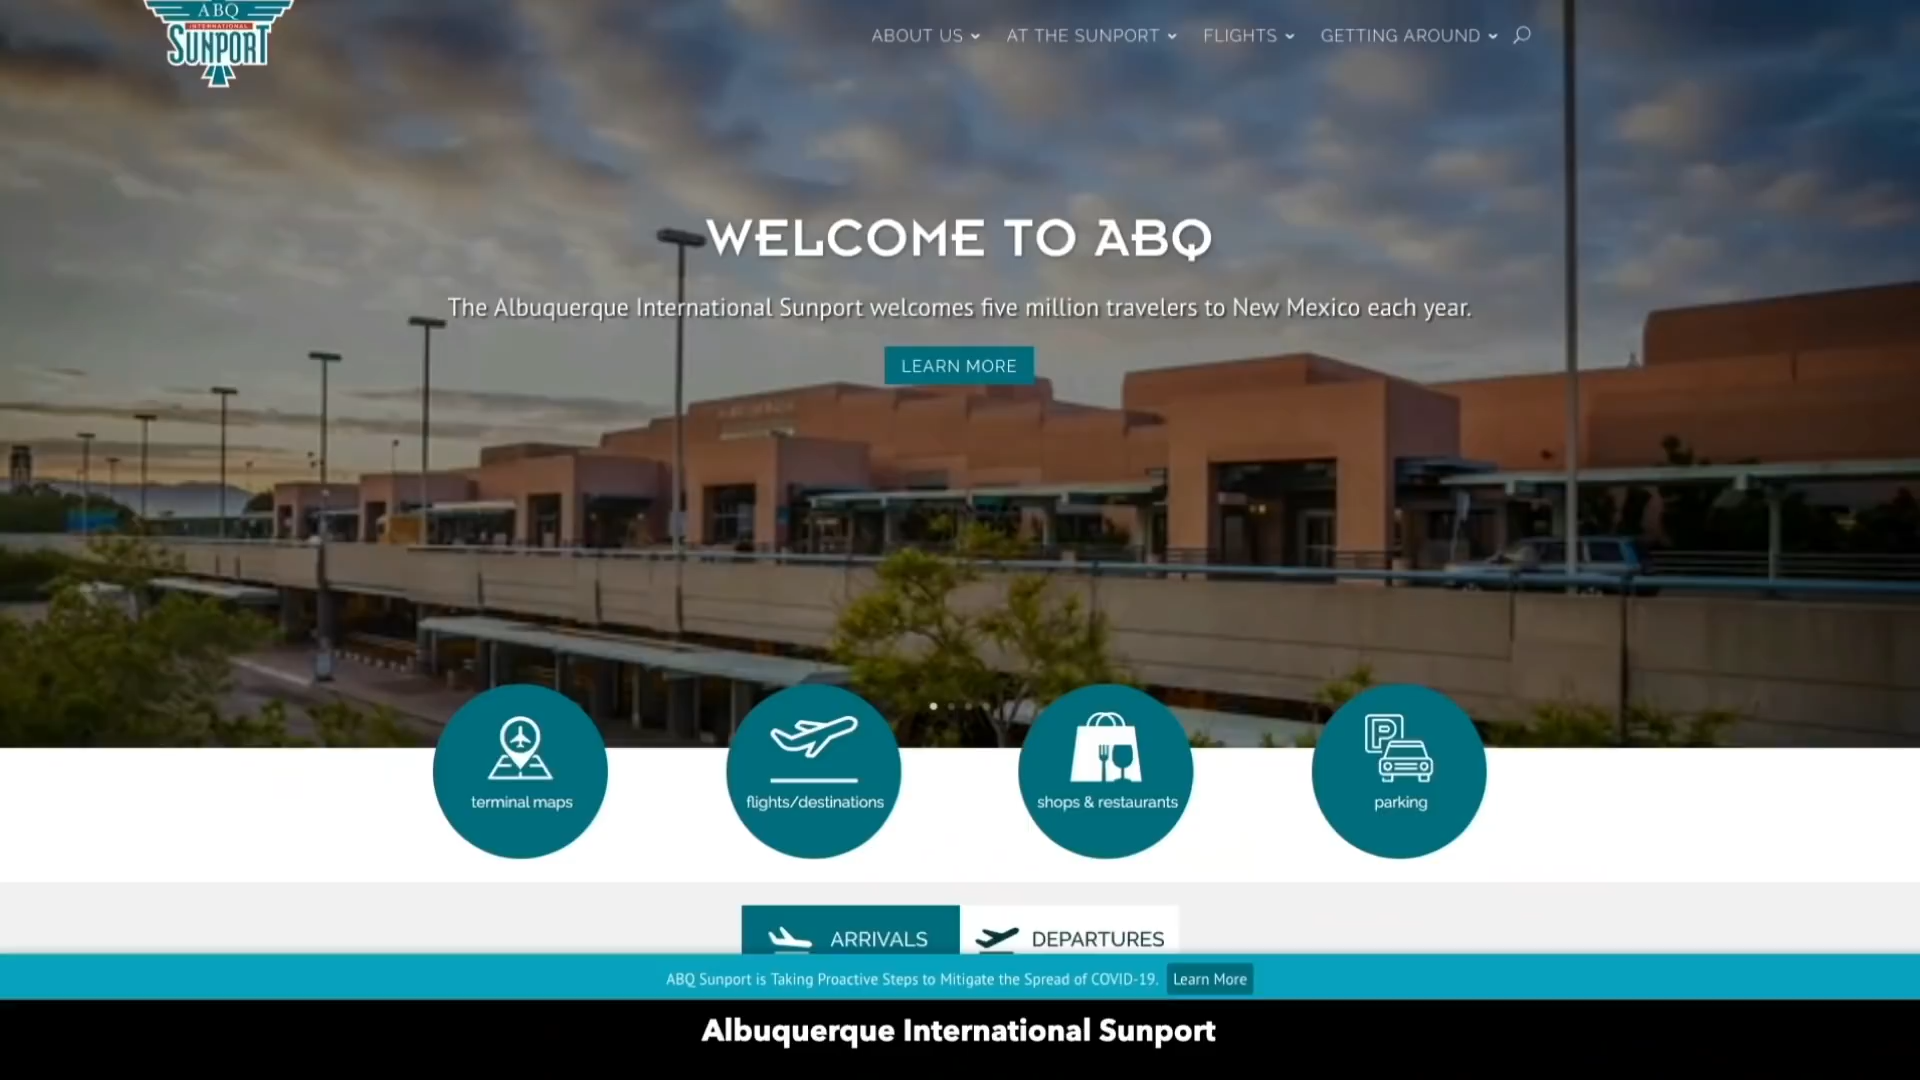 ABQ
INTERNATIONAL
SUNPORT
ABOUT US
AT THE SUNPORT
FLIGHTS
GETTING AROUND
WELCOME TO ABQ
The Albuquerque International Sunport welcomes five million travelers to New Mexico each year.
LEARN MORE
P
terminal maps
flights/destinations
shops & restaurants
parking
ARRIVALS
DEPARTURES
ABQ Sunport is Taking Proactive Steps to Mitigate the Spread of COVID-19. Learn More
Albuquerque International Sunport